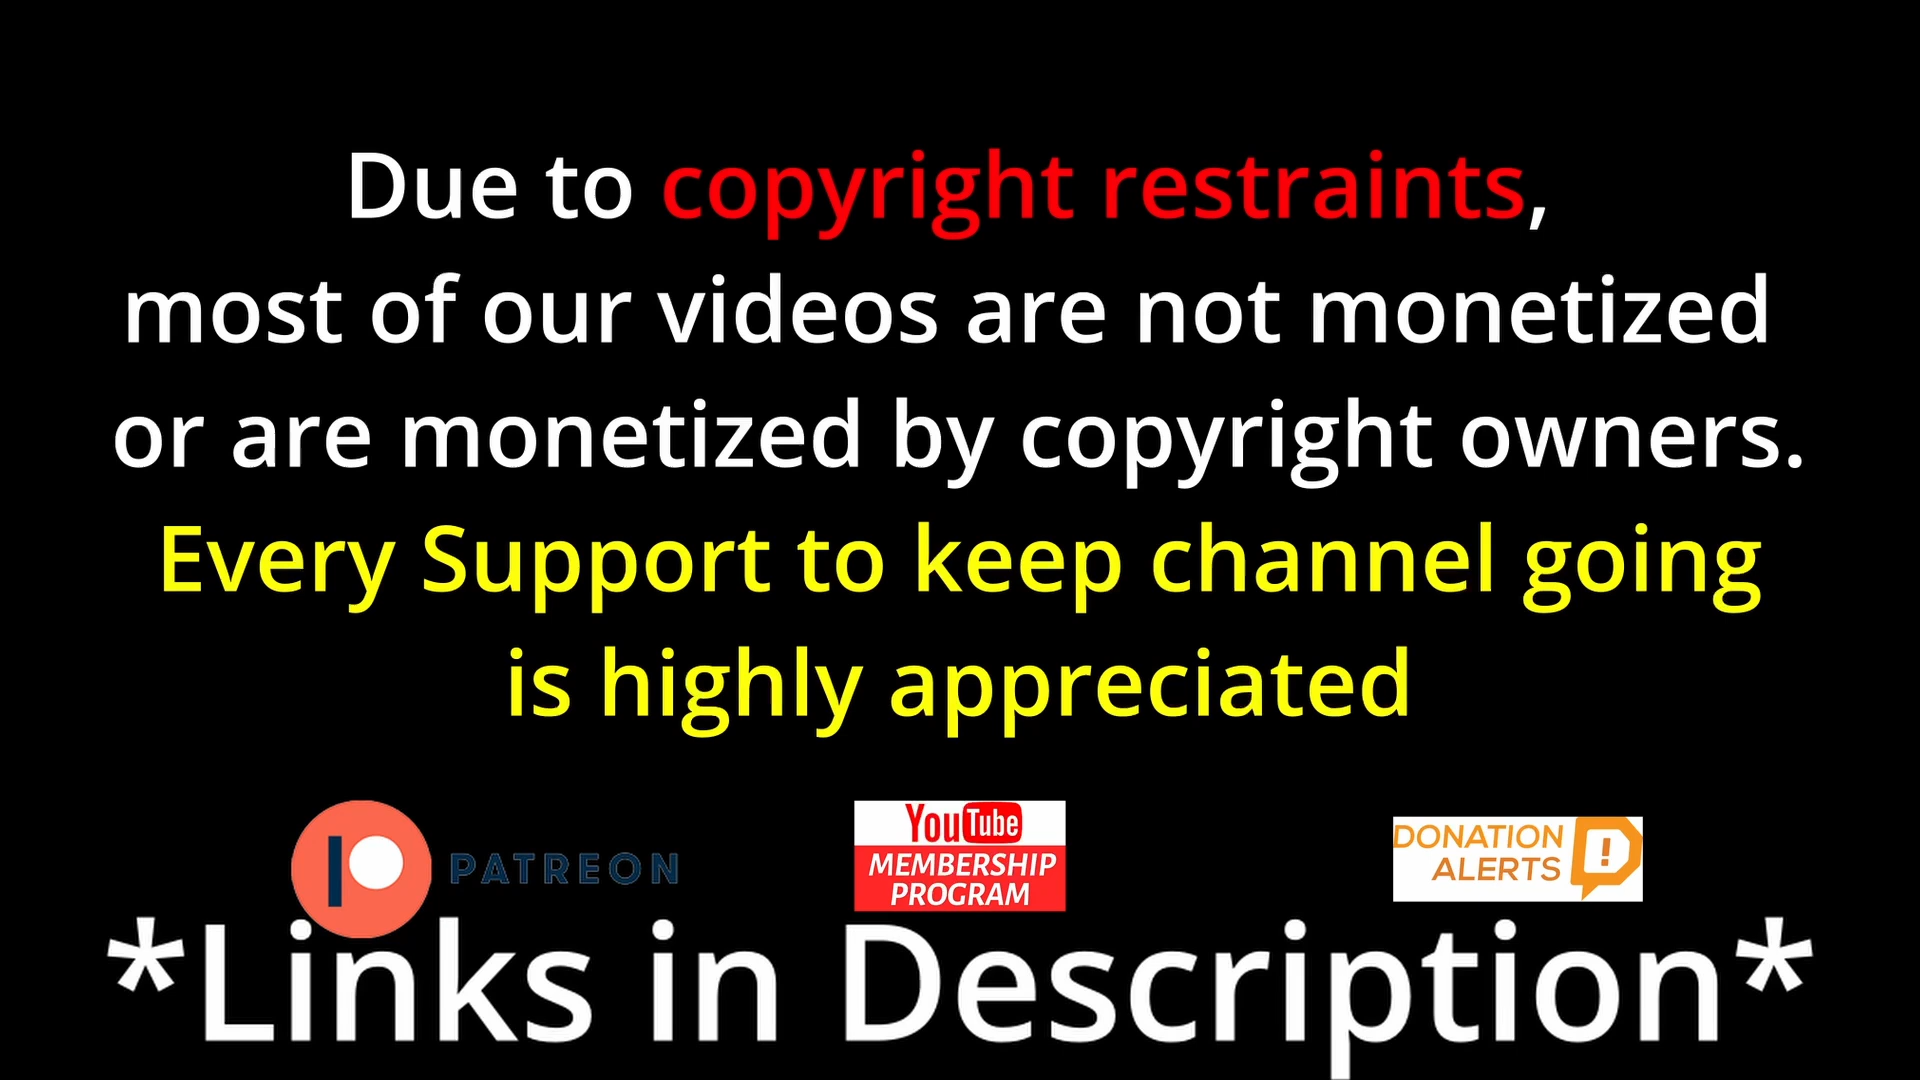 Due to copyright restraints,
most of our videos are not monetized
or are monetized by copyright owners.
Every Support to keep channel going
is highly appreciated
PATREON
YouTube
MEMBERSHIP
PROGRAM
DONATION
ALERTS
*Links in Description*